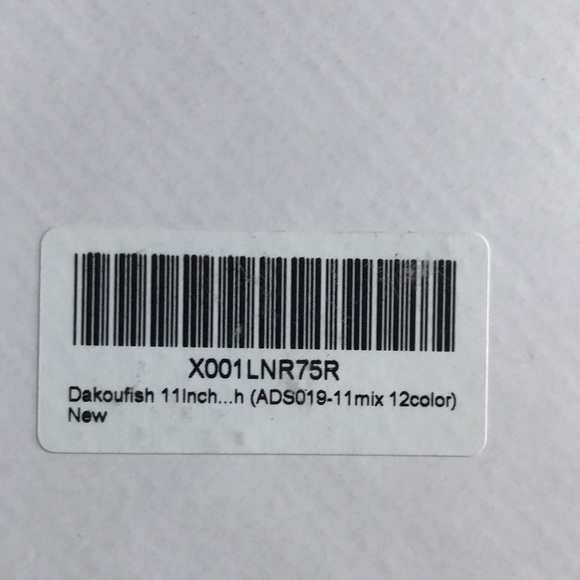 X001LNR75R
Dakoufish 11Inch...h (ADS019-11mix 12color)
New